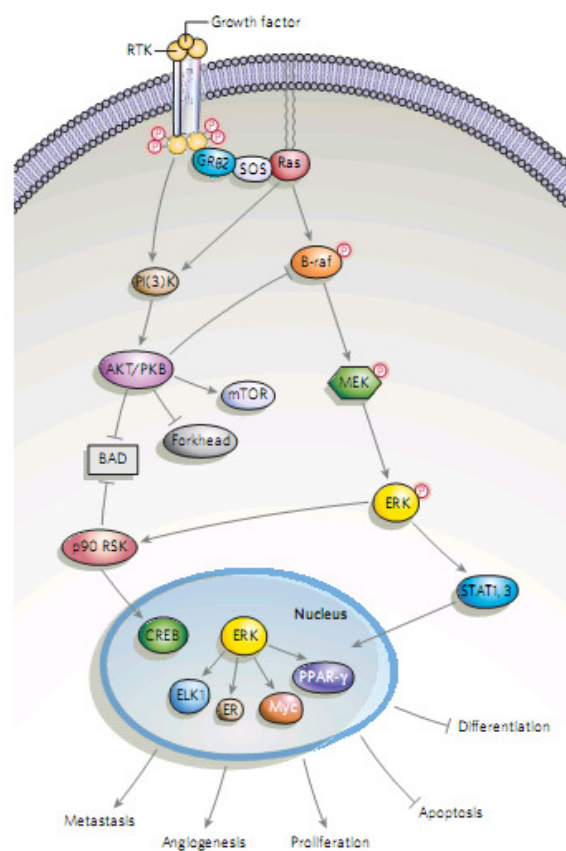 Growth factor
RTK
P
P
P
P
GRB2
SOS
Ras
B-raf
P
PI(3)K
AKT/PKB
mTOR
MEK
P
Forkhead
BAD
ERK
P
p90 RSK
STAT1, 3
Nucleus
CREB
ERK
PPAR-γ
ELK1
ER
Myc
Differentiation
Apoptosis
Metastasis
Angiogenesis
Proliferation